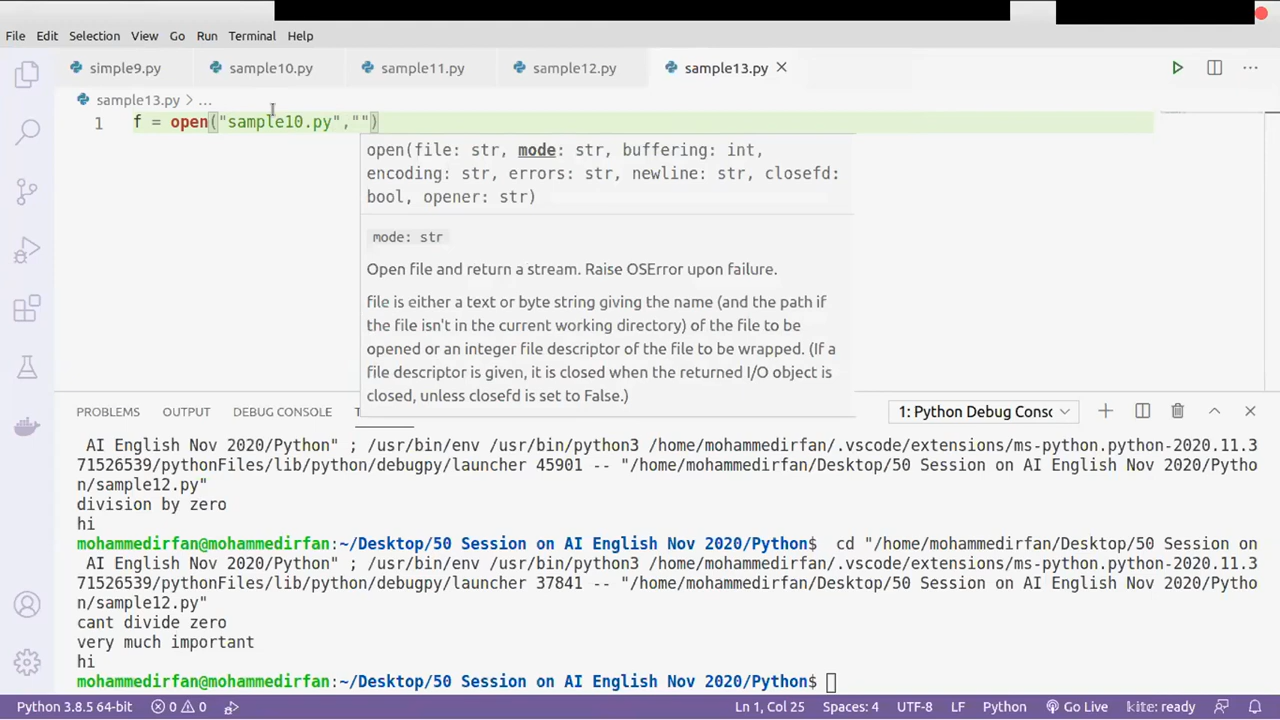 File Edit Selection View Go Run Terminal Help
simple9.py sample10.py sample11.py sample12.py sample13.py
sample13.py > ...
1 f = open("sample10.py","")
open(file: str, mode: str, buffering: int,
encoding: str, errors: str, newline: str, closefd:
bool, opener: str)
mode: str
Open file and return a stream. Raise OSError upon failure.
file is either a text or byte string giving the name (and the path if
the file isn't in the current working directory) of the file to be
opened or an integer file descriptor of the file to be wrapped. (If a
file descriptor is given, it is closed when the returned I/O object is
closed, unless closefd is set to False.)
PROBLEMS OUTPUT DEBUG CONSOLE T 1: Python Debug Consc
AI English Nov 2020/Python" ; /usr/bin/env /usr/bin/python3 /home/mohammedirfan/.vscode/extensions/ms-python.python-2020.11.3
71526539/pythonFiles/lib/python/debugpy/launcher 45901 -- "/home/mohammedirfan/Desktop/50 Session on AI English Nov 2020/Pytho
n/sample12.py"
division by zero
hi
mohammedirfan@mohammedirfan:~/Desktop/50 Session on AI English Nov 2020/Python$ cd "/home/mohammedirfan/Desktop/50 Session on
AI English Nov 2020/Python" ; /usr/bin/env /usr/bin/python3 /home/mohammedirfan/.vscode/extensions/ms-python.python-2020.11.3
71526539/pythonFiles/lib/python/debugpy/launcher 37841 -- "/home/mohammedirfan/Desktop/50 Session on AI English Nov 2020/Pytho
n/sample12.py"
cant divide zero
very much important
hi
mohammedirfan@mohammedirfan:~/Desktop/50 Session on AI English Nov 2020/Python$
Python 3.8.5 64-bit 0 0 Ln 1, Col 25 Spaces: 4 UTF-8 LF Python Go Live kite: ready